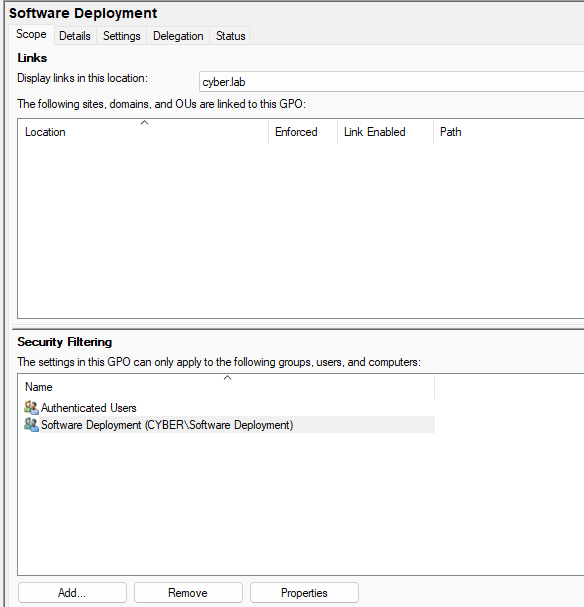 Software Deployment
Scope Details Settings Delegation Status
Links
Display links in this location: cyber.lab
The following sites, domains, and OUs are linked to this GPO:
Location Enforced Link Enabled Path
Security Filtering
The settings in this GPO can only apply to the following groups, users, and computers:
Name
Authenticated Users
Software Deployment (CYBER\Software Deployment)
Add... Remove Properties